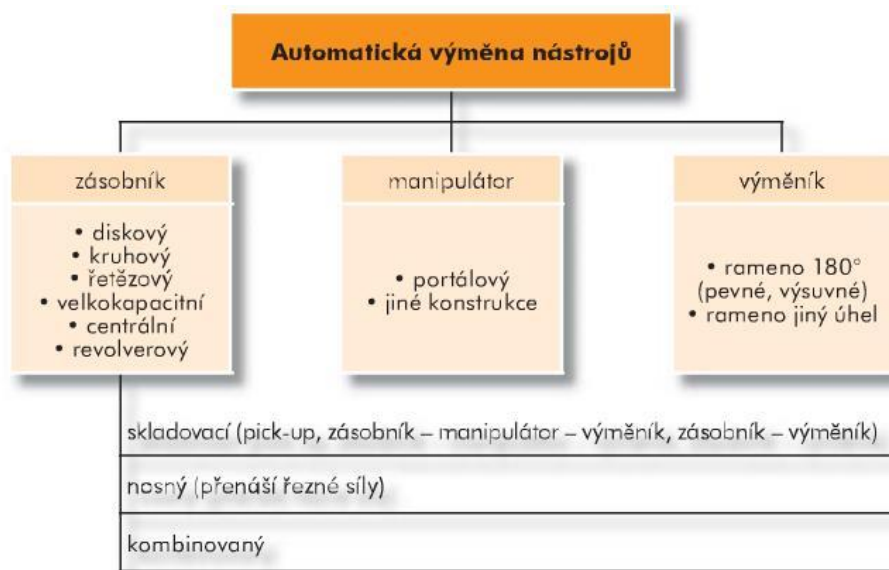 Automatická výměna nástrojů
zásobník
• diskový
• kruhový
• řetězový
• velkokapacitní
• centrální
• revolverový
manipulátor
• portálový
• jiné konstrukce
výměník
• rameno 180°
(pevné, výsuvné)
• rameno jiný úhel
skladovací (pick-up, zásobník – manipulátor – výměník, zásobník – výměník)
nosný (přenáší řezné síly)
kombinovaný